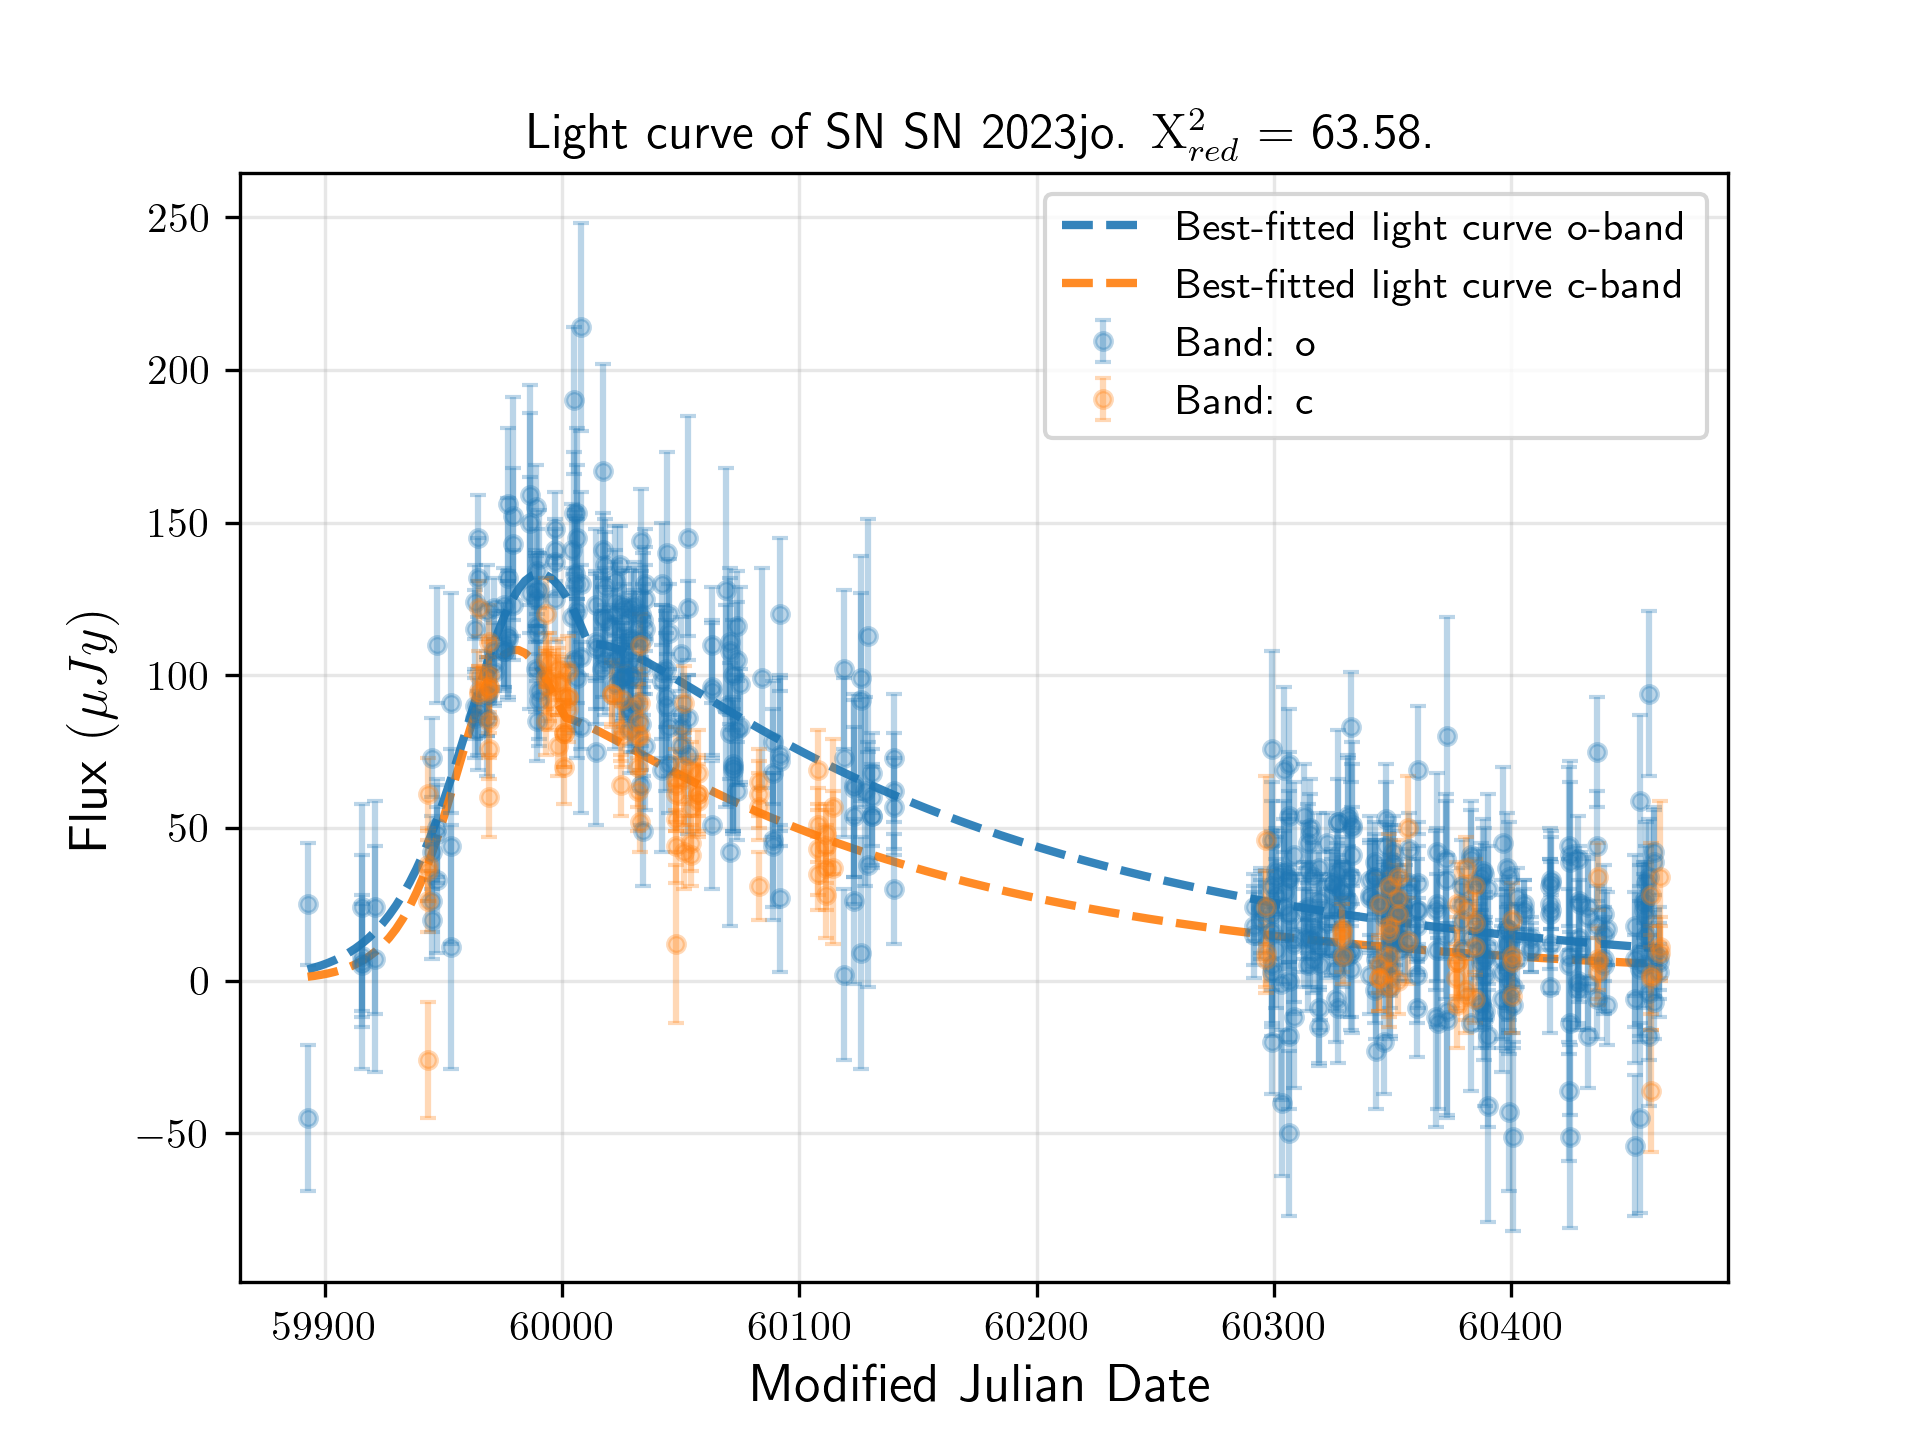 Light curve of SN SN 2023jo. X²_red = 63.58.
Best-fitted light curve o-band
Best-fitted light curve c-band
Band: o
Band: c
250
200
150
100
50
0
−50
Flux (μJy)
59900 60000 60100 60200 60300 60400
Modified Julian Date